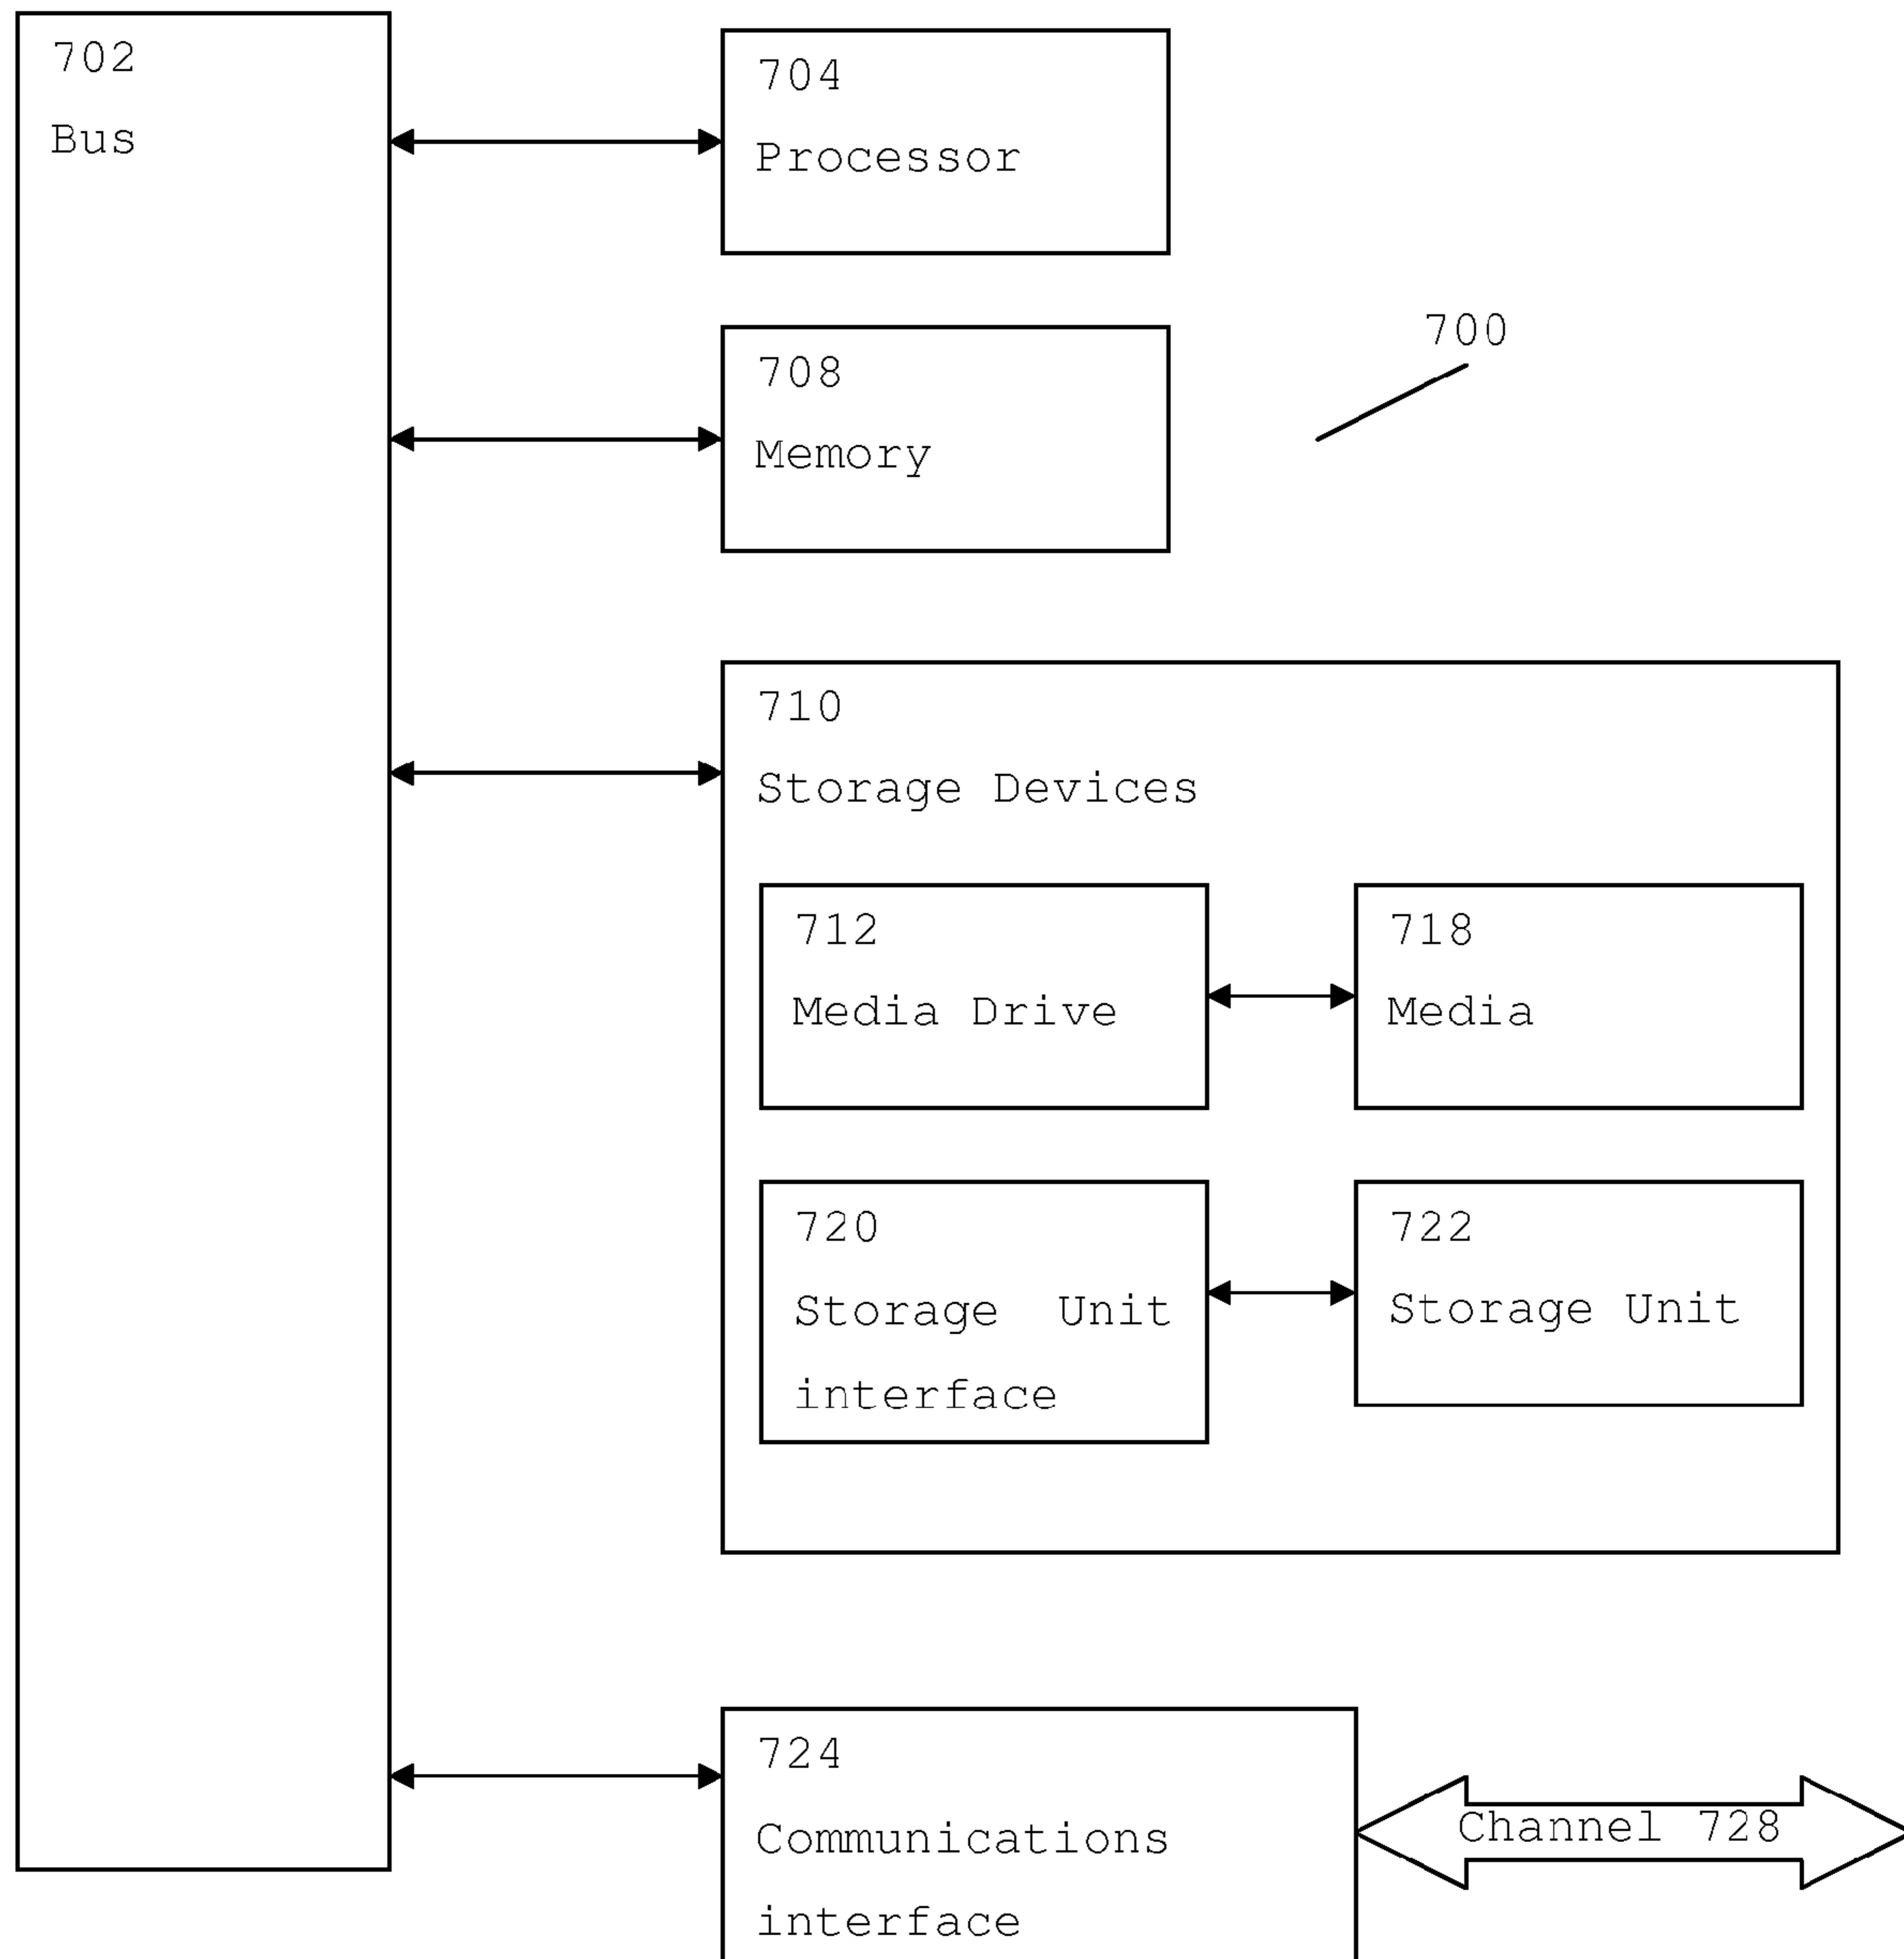 702
Bus
704
Processor
700
708
Memory
710
Storage Devices
712
Media Drive
718
Media
720
Storage Unit
interface
722
Storage Unit
724
Communications
interface
Channel 728